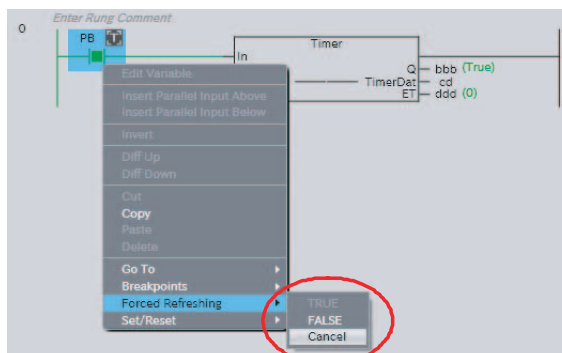 Enter Rung Comment
0
PB T
Timer
In
Q bbb (True)
TimerDat cd
ET ddd (0)
Edit Variable
Insert Parallel Input Above
Insert Parallel Input Below
Invert
Diff Up
Diff Down
Cut
Copy
Paste
Delete
Go To
Breakpoints
Forced Refreshing
Set/Reset
TRUE
FALSE
Cancel